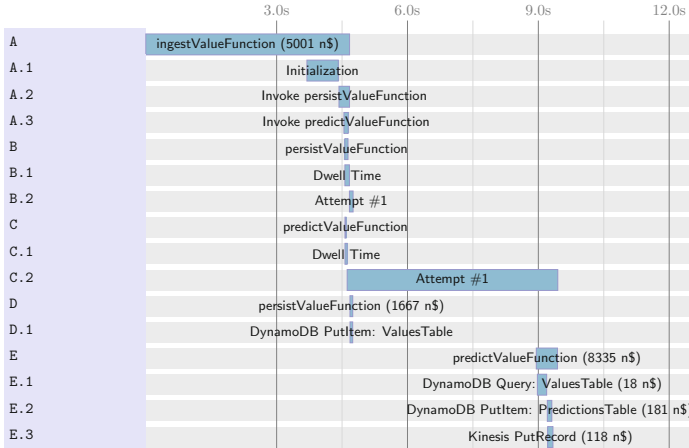 3.0s 6.0s 9.0s 12.0s
A ingestValueFunction (5001 n$)
A.1 Initialization
A.2 Invoke persistValueFunction
A.3 Invoke predictValueFunction
B persistValueFunction
B.1 Dwell Time
B.2 Attempt #1
C predictValueFunction
C.1 Dwell Time
C.2 Attempt #1
D persistValueFunction (1667 n$)
D.1 DynamoDB PutItem: ValuesTable
E predictValueFunction (8335 n$)
E.1 DynamoDB Query: ValuesTable (18 n$)
E.2 DynamoDB PutItem: PredictionsTable (181 n$)
E.3 Kinesis PutRecord (118 n$)